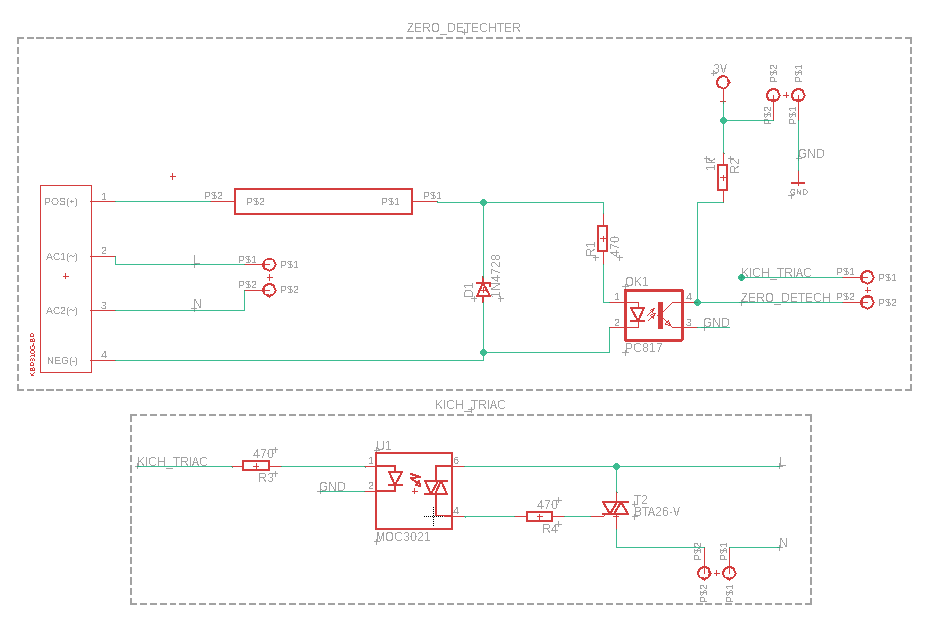 ZERO_DETECHTER
3V
P$2
P$1
P$2
P$1
GND
GND
1K
R2
POS(+)
1
P$2
P$2
P$1
P$1
AC1(~)
2
L
P$1
P$1
R1
470
AC2(~)
3
N
P$2
P$2
D1
1N4728
OK1
1
4
2
3
GND
PC817
KICH_TRIAC
P$1
P$1
ZERO_DETECH
P$2
P$2
NEG(-)
4
KICH_TRIAC
KICH_TRIAC
470
R3
U1
1
6
GND
2
4
MOC3021
470
R4
T2
BTA26-V
L
N
P$2
P$1
P$2
P$1